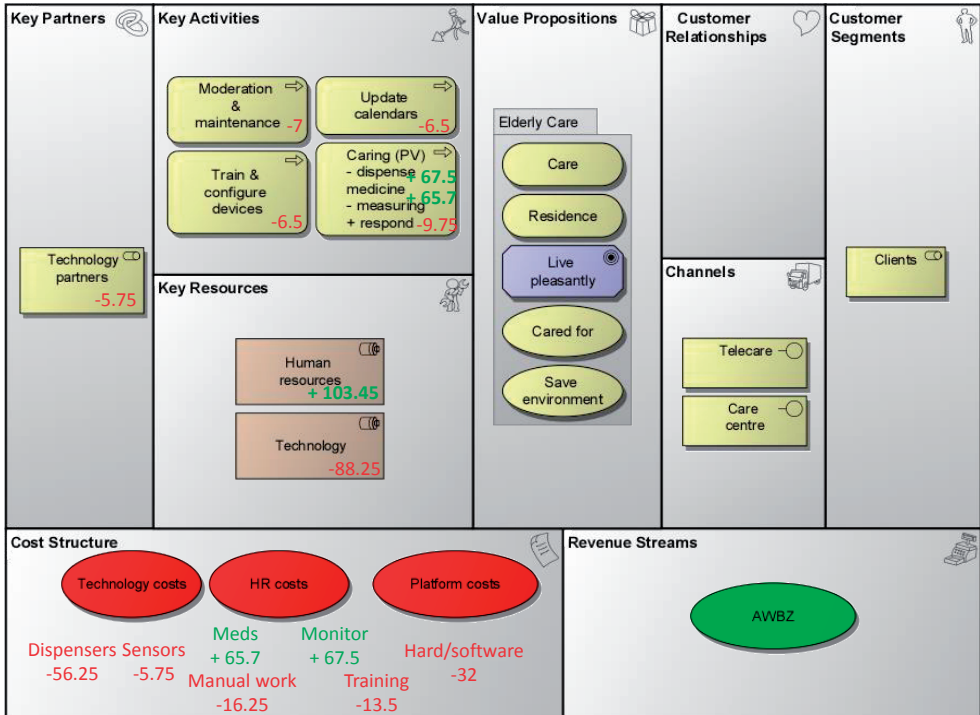 Key Partners
Technology
partners
-5.75
Key Activities
Moderation
&
maintenance -7
Update
calendars -6.5
Train &
configure
devices
-6.5
Caring (PV)
- dispense + 67.5
medicine
+ 65.7
- measuring
+ respond -9.75
Key Resources
Human
resources
+ 103.45
Technology
-88.25
Value Propositions
Elderly Care
Care
Residence
Live
pleasantly
Cared for
Save
environment
Customer
Relationships
Channels
Telecare
Care
centre
Customer
Segments
Clients
Cost Structure
Technology costs
HR costs
Platform costs
Dispensers
-56.25
Sensors
-5.75
Meds
+ 65.7
Monitor
+ 67.5
Manual work
-16.25
Training
-13.5
Hard/software
-32
Revenue Streams
AWBZ